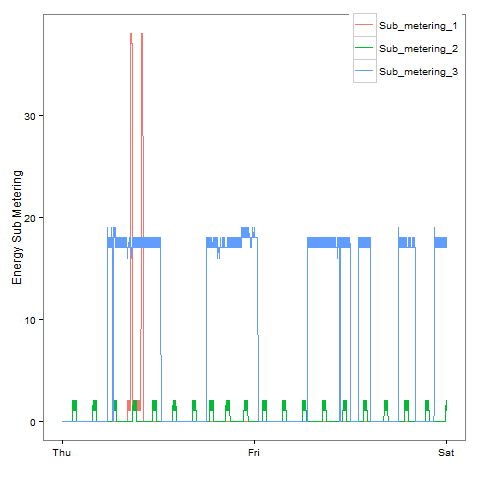 Sub_metering_1
Sub_metering_2
Sub_metering_3
Energy Sub Metering
30
20
10
0
Thu Fri Sat